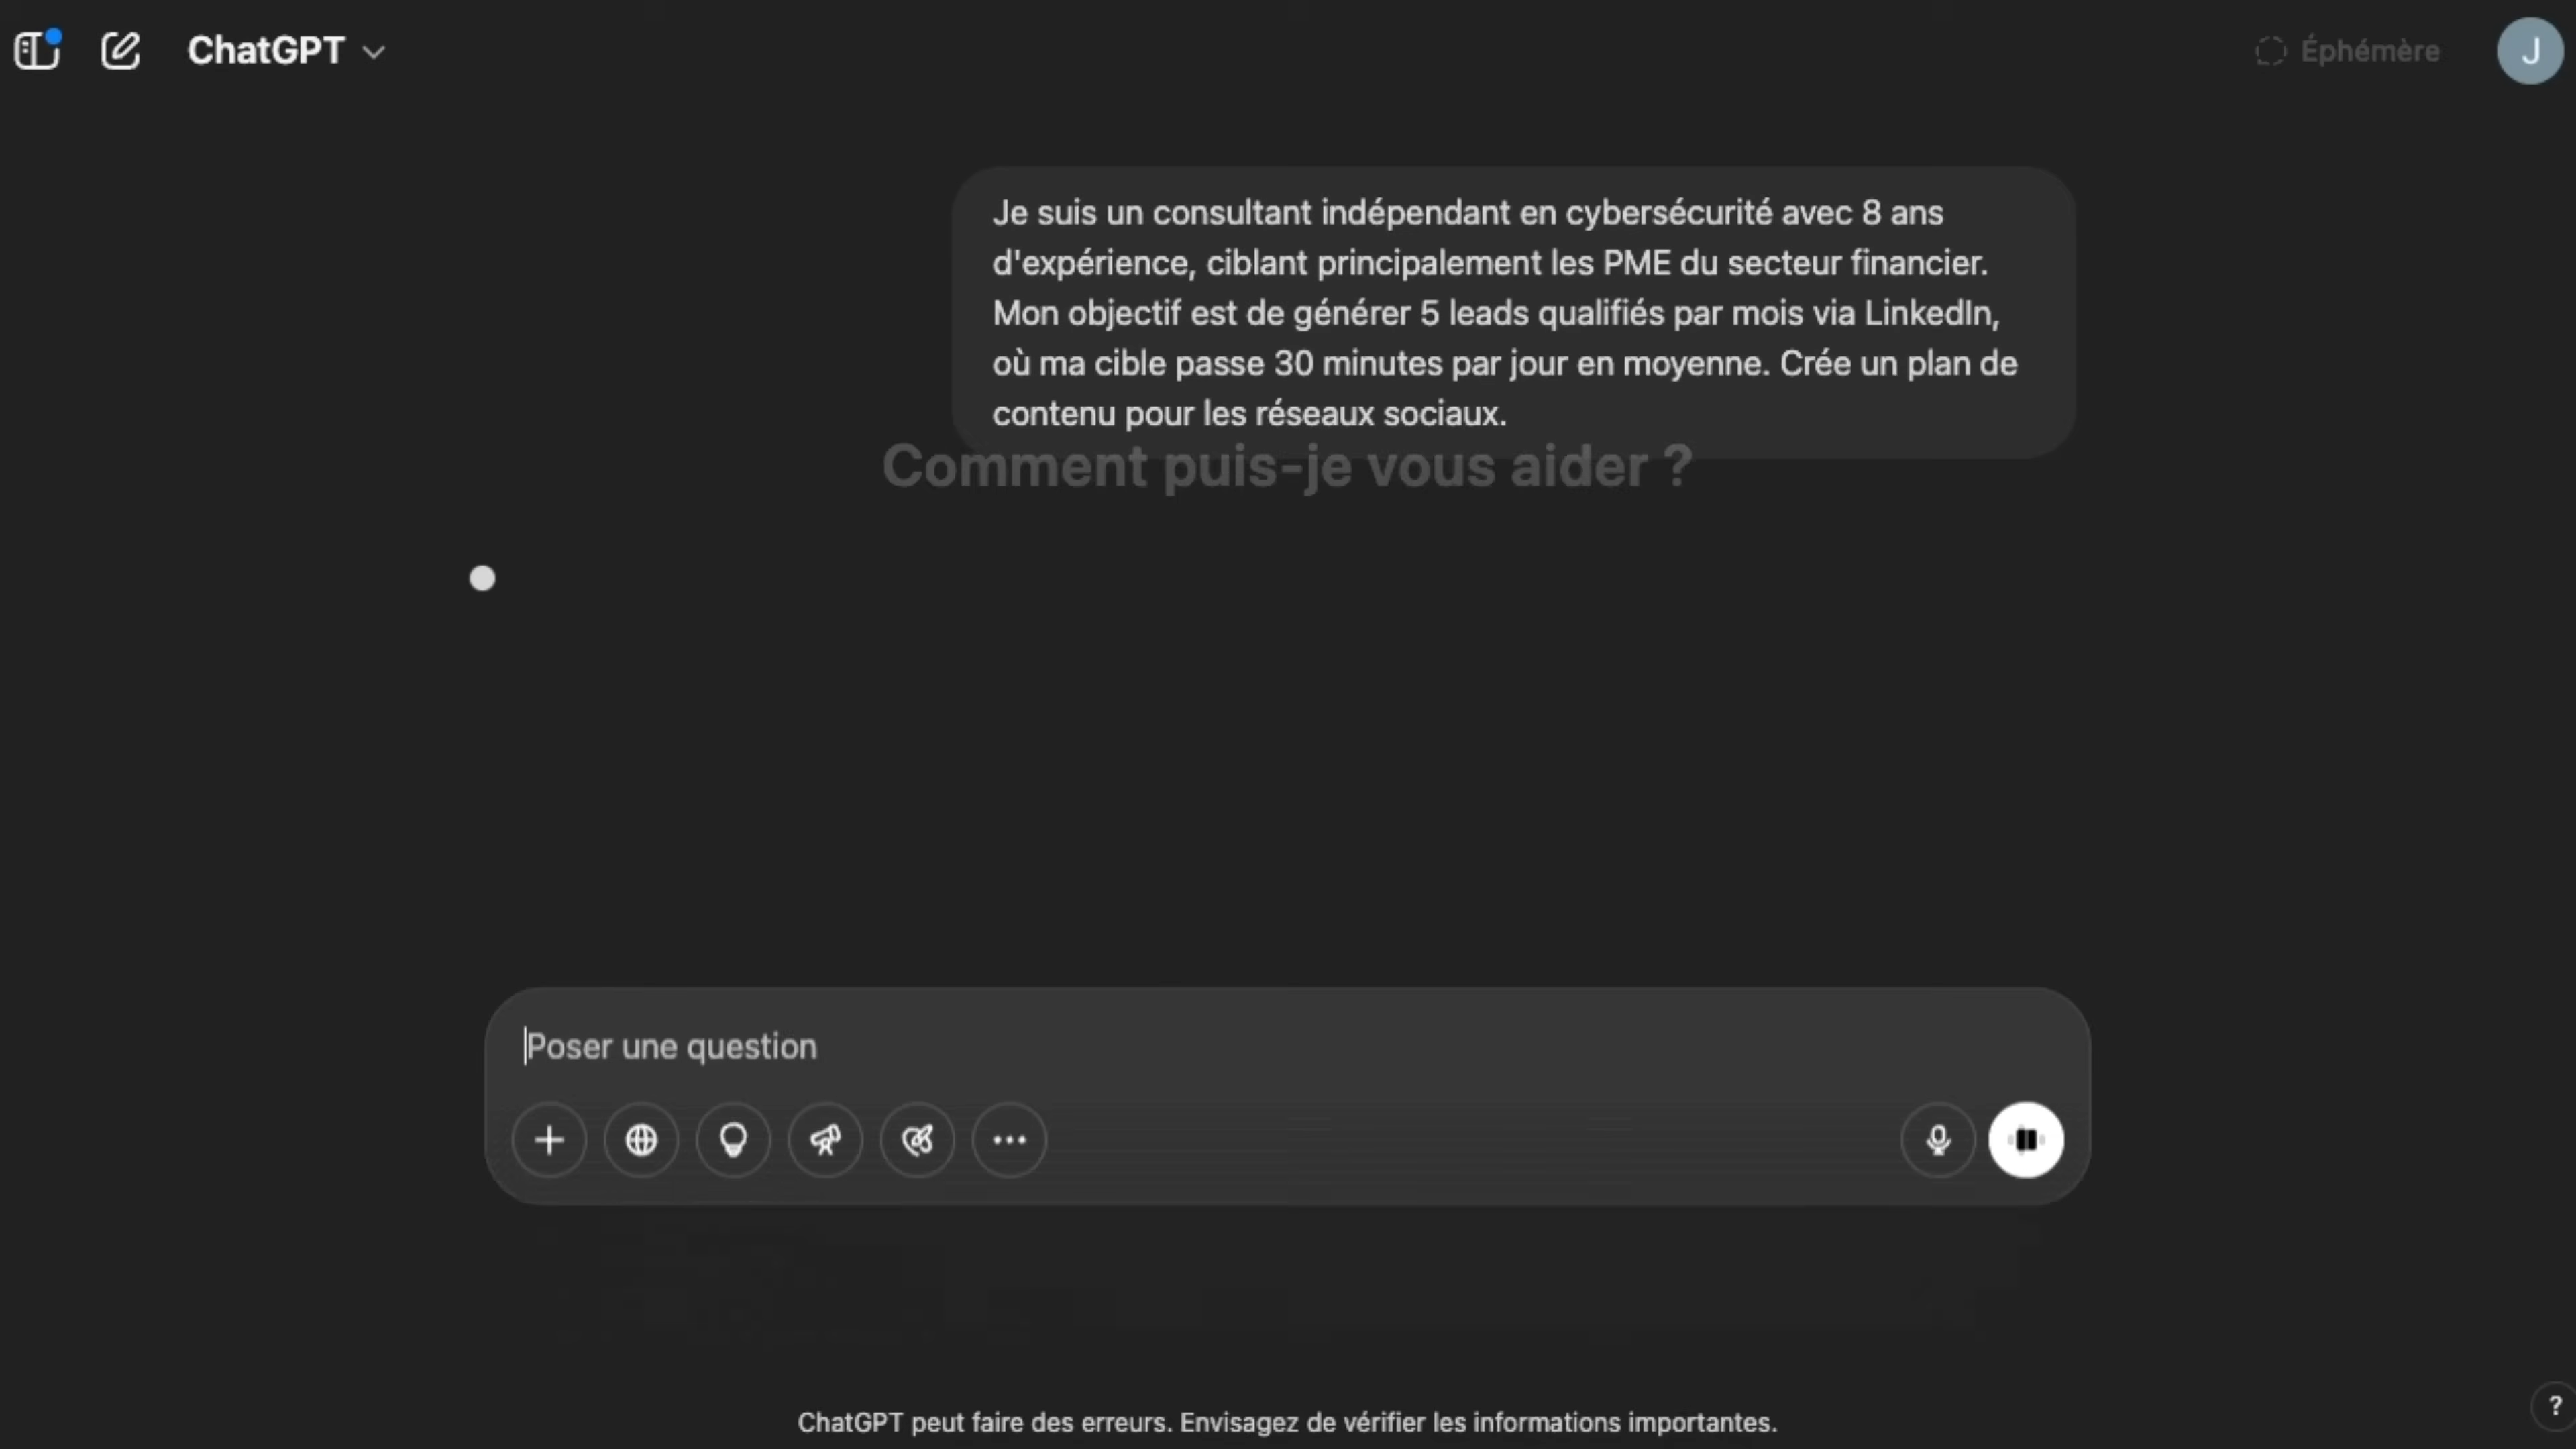 ChatGPT
Éphémère
J
Je suis un consultant indépendant en cybersécurité avec 8 ans
d'expérience, ciblant principalement les PME du secteur financier.
Mon objectif est de générer 5 leads qualifiés par mois via LinkedIn,
où ma cible passe 30 minutes par jour en moyenne. Crée un plan de
contenu pour les réseaux sociaux.
Comment puis-je vous aider ?
Poser une question
ChatGPT peut faire des erreurs. Envisagez de vérifier les informations importantes.
?